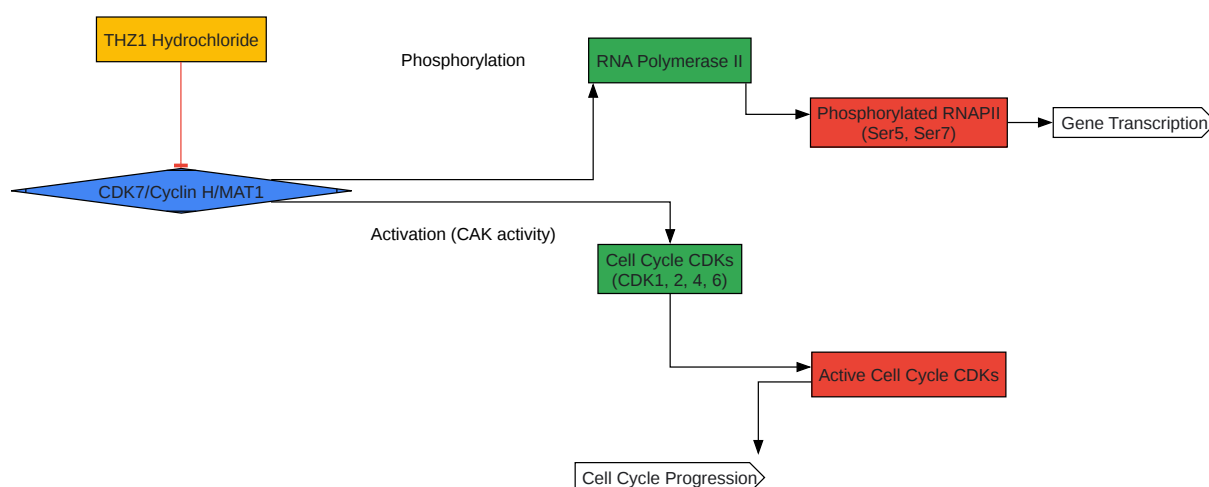 THZ1 Hydrochloride
Phosphorylation
RNA Polymerase II
Phosphorylated RNAPII
(Ser5, Ser7)
Gene Transcription
CDK7/Cyclin H/MAT1
Activation (CAK activity)
Cell Cycle CDKs
(CDK1, 2, 4, 6)
Active Cell Cycle CDKs
Cell Cycle Progression